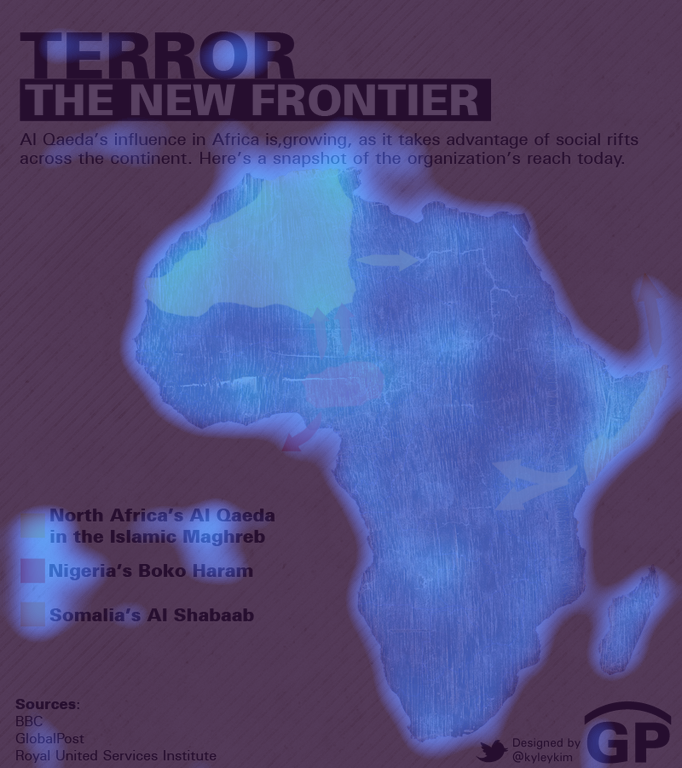 TERROR
THE NEW FRONTIER
Al Qaeda's influence in Africa is,growing, as it takes advantage of social rifts
across the continent. Here's a snapshot of the organization's reach today.
North Africa's Al Qaeda
in the Islamic Maghreb
Nigeria's Boko Haram
Somalia's Al Shabaab
Sources:
BBC
GlobalPost
Royal United Services Institute
Designed by
@kyleykim
GP